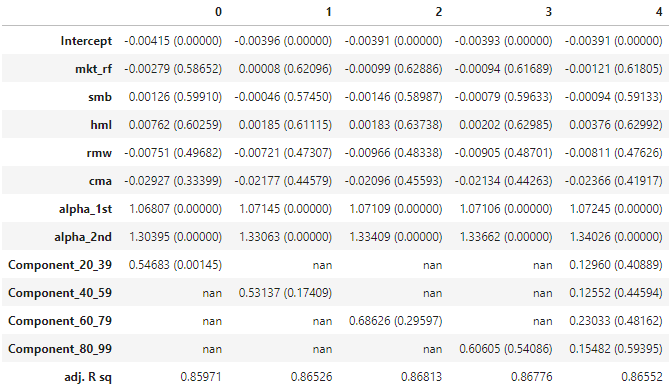 0 1 2 3 4
Intercept -0.00415 (0.00000) -0.00396 (0.00000) -0.00391 (0.00000) -0.00393 (0.00000) -0.00391 (0.00000)
mkt_rf -0.00279 (0.58652) 0.00008 (0.62096) -0.00099 (0.62886) -0.00094 (0.61689) -0.00121 (0.61805)
smb 0.00126 (0.59910) -0.00046 (0.57450) -0.00146 (0.58987) -0.00079 (0.59633) -0.00094 (0.59133)
hml 0.00762 (0.60259) 0.00185 (0.61115) 0.00183 (0.63738) 0.00202 (0.62985) 0.00376 (0.62992)
rmw -0.00751 (0.49682) -0.00721 (0.47307) -0.00966 (0.48338) -0.00905 (0.48701) -0.00811 (0.47626)
cma -0.02927 (0.33399) -0.02177 (0.44579) -0.02096 (0.45593) -0.02134 (0.44263) -0.02366 (0.41917)
alpha_1st 1.06807 (0.00000) 1.07145 (0.00000) 1.07109 (0.00000) 1.07106 (0.00000) 1.07245 (0.00000)
alpha_2nd 1.30395 (0.00000) 1.33063 (0.00000) 1.33409 (0.00000) 1.33662 (0.00000) 1.34026 (0.00000)
Component_20_39 0.54683 (0.00145) nan nan nan 0.12960 (0.40889)
Component_40_59 nan 0.53137 (0.17409) nan nan 0.12552 (0.44594)
Component_60_79 nan nan 0.68626 (0.29597) nan 0.23033 (0.48162)
Component_80_99 nan nan nan 0.60605 (0.54086) 0.15482 (0.59395)
adj. R sq 0.85971 0.86526 0.86813 0.86776 0.86552